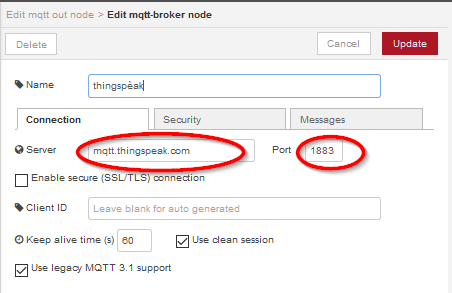 Edit mqtt out node > Edit mqtt-broker node
Delete Cancel Update
Name thingspèak
Connection Security Messages
Server mqtt.thingspeak.com Port 1883
Enable secure (SSL/TLS) connection
Client ID Leave blank for auto generated
Keep alive time (s) 60 Use clean session
Use legacy MQTT 3.1 support